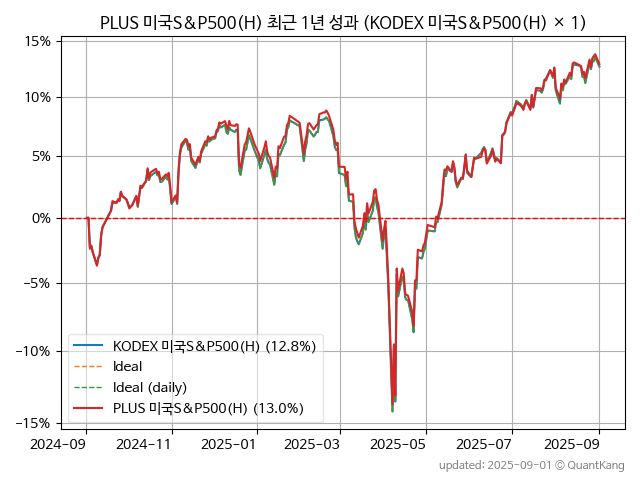 PLUS 미국S&P500(H) 최근 1년 성과 (KODEX 미국S&P500(H) × 1)
15%
10%
5%
0%
−5%
−10%
−15%
KODEX 미국S&P500(H) (12.8%)
Ideal
Ideal (daily)
PLUS 미국S&P500(H) (13.0%)
2024-09 2024-11 2025-01 2025-03 2025-05 2025-07 2025-09
updated: 2025-09-01 © QuantKang